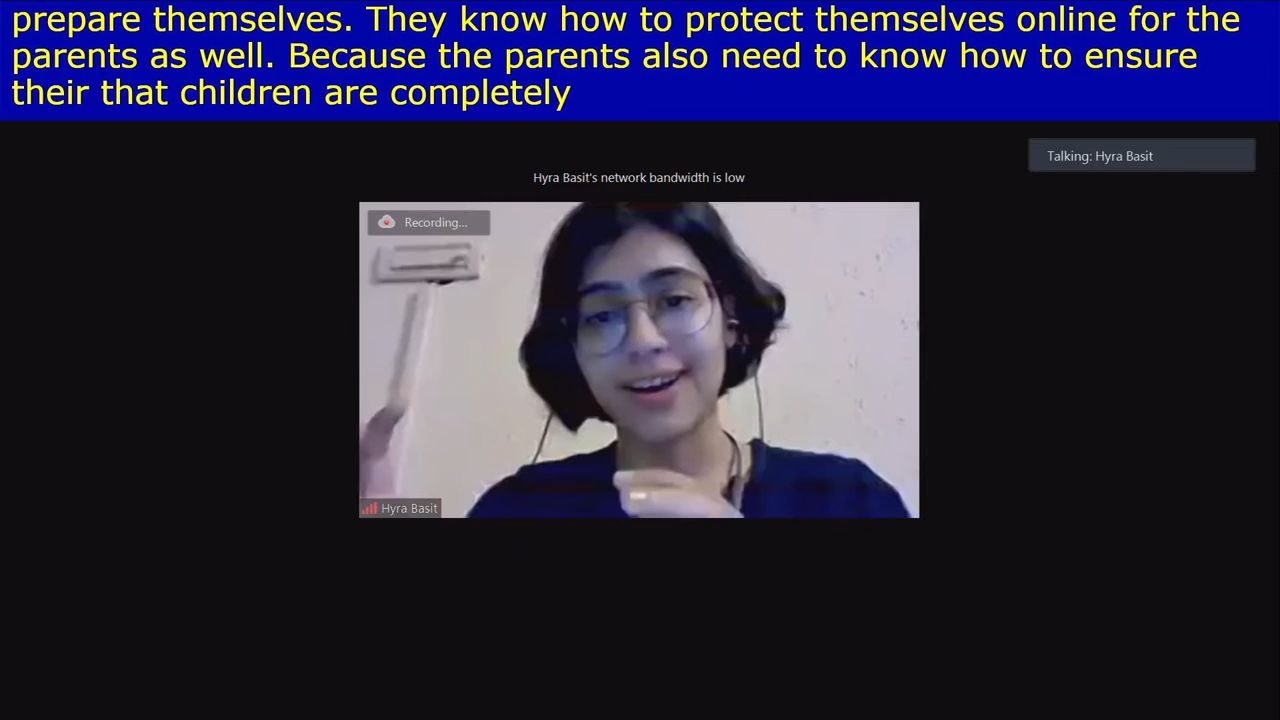 prepare themselves. They know how to protect themselves online for the
parents as well. Because the parents also need to know how to ensure
their that children are completely
Talking: Hyra Basit
Hyra Basit's network bandwidth is low
Recording...
Hyra Basit